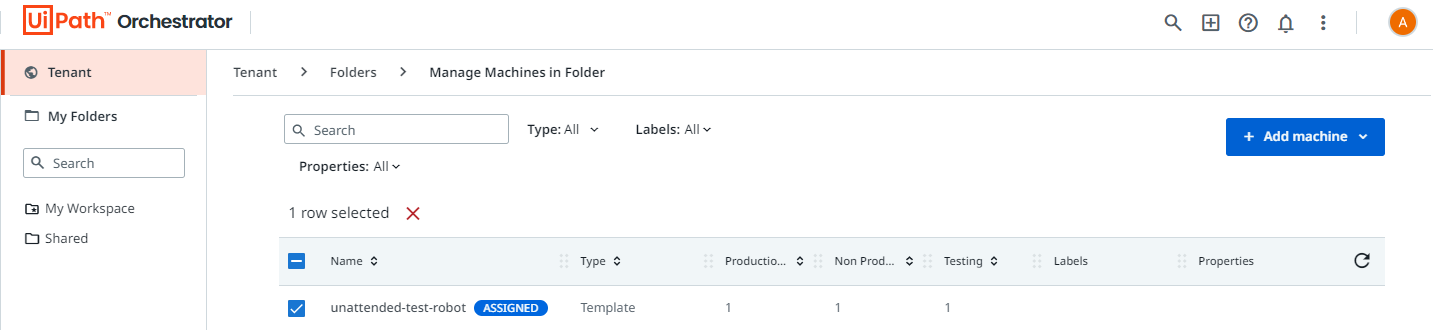 UiPath™ Orchestrator
A
Tenant
Tenant > Folders > Manage Machines in Folder
My Folders
Search
My Workspace
Shared
Search
Type: All
Labels: All
+ Add machine
Properties: All
1 row selected
Name Type Productio... Non Prod... Testing Labels Properties
unattended-test-robot ASSIGNED Template 1 1 1